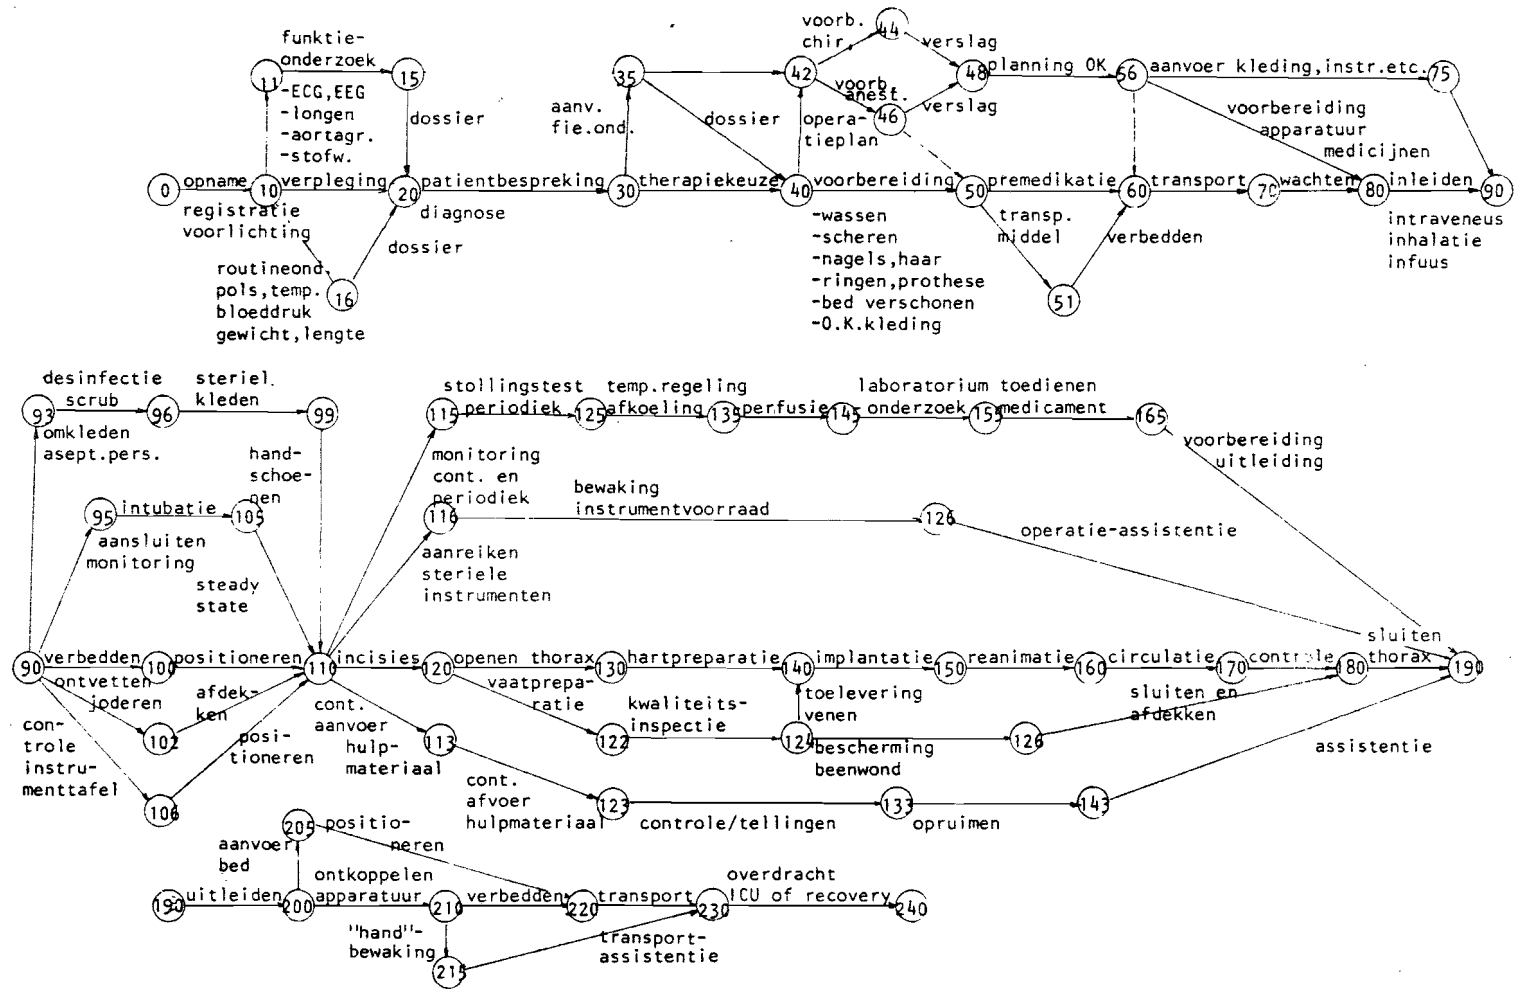 voorb.
chir.
44
verslag
funktie-
onderzoek
11
15
35
42
48
planning OK
56
aanvoer kleding,instr.etc.
75
-ECG,EEG
-longen
-aortagr.
-stofw.
dossier
aanv.
fie.ond.
dossier
voorb.
anest.
46
verslag
opera-
tieplan
voorbereiding
apparatuur
medicijnen
0
opname
10
verpleging
20
patientbespreking
30
therapiekeuze
40
voorbereiding
50
premedikatie
60
transport
70
wachten
80
inleiden
90
registratie
voorlichting
diagnose
dossier
-wassen
-scheren
-nagels,haar
-ringen,prothese
-bed verschonen
-O.K.kleding
transp.
middel
verbedden
51
intraveneus
inhalatie
infuus
routineond.
pols,temp.
bloeddruk
gewicht,lengte
16
desinfectie
scrub
steriel.
kleden
93
96
99
omkleden
asept.pers.
hand-
schoe-
nen
stollingstest
periodiek
temp.regeling
afkoeling
perfusie
laboratorium
onderzoek
toedienen
medicament
115
125
135
145
155
165
voorbereiding
uitleiding
monitoring
cont. en
periodiek
95
intubatie
105
aansluiten
monitoring
steady
state
116
bewaking
instrumentvoorraad
126
operatie-assistentie
aanreiken
steriele
instrumenten
90
verbedden
100
positioneren
110
incisies
120
openen thorax
130
hartpreparatie
140
implantatie
150
reanimatie
160
circulatie
170
controle
180
sluiten
thorax
190
ontvetten
joderen
102
afdek-
ken
con-
trole
instru-
menttafel
106
posi-
tioneren
cont.
aanvoer
hulp-
materiaal
113
vaatprepa-
ratie
122
kwaliteits-
inspectie
124
toelevering
venen
bescherming
beenwond
126
sluiten en
afdekken
assistentie
cont.
afvoer
hulpmateriaal
123
controle/tellingen
133
opruimen
143
205
positio-
neren
aanvoer
bed
190
uitleiden
200
ontkoppelen
apparatuur
210
verbedden
220
transport
230
overdracht
ICU of recovery
240
"hand"-
bewaking
215
transport-
assistentie